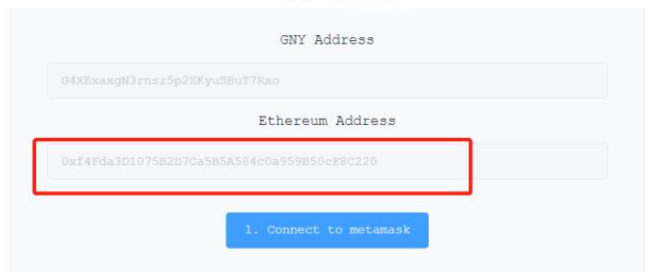 GNY Address
G4XExaxgN3rnsz5p2ZKyuSBuT7Rxo
Ethereum Address
0xf4Fda3D1075B2D7Ca5B5A584c0a959B50cF8C220
1. Connect to metamask